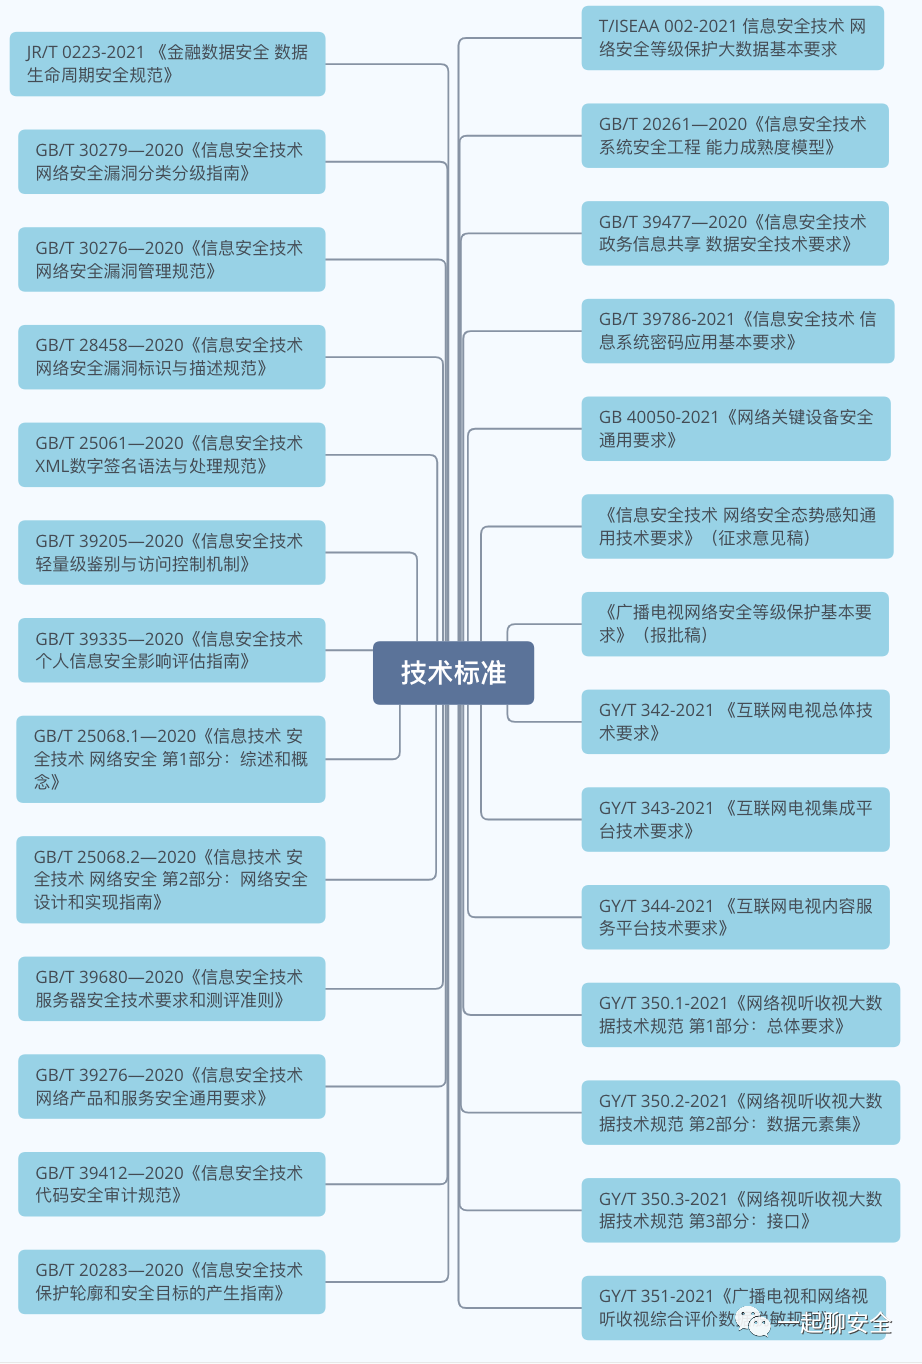 JR/T 0223-2021 《金融数据安全 数据
生命周期安全规范》
GB/T 30279—2020《信息安全技术
网络安全漏洞分类分级指南》
GB/T 30276—2020《信息安全技术
网络安全漏洞管理规范》
GB/T 28458—2020《信息安全技术
网络安全漏洞标识与描述规范》
GB/T 25061—2020《信息安全技术
XML数字签名语法与处理规范》
GB/T 39205—2020《信息安全技术
轻量级鉴别与访问控制机制》
GB/T 39335—2020《信息安全技术
个人信息安全影响评估指南》
GB/T 25068.1—2020《信息技术 安
全技术 网络安全 第1部分：综述和概
念》
GB/T 25068.2—2020《信息技术 安
全技术 网络安全 第2部分：网络安全
设计和实现指南》
GB/T 39680—2020《信息安全技术
服务器安全技术要求和测评准则》
GB/T 39276—2020《信息安全技术
网络产品和服务安全通用要求》
GB/T 39412—2020《信息安全技术
代码安全审计规范》
GB/T 20283—2020《信息安全技术
保护轮廓和安全目标的产生指南》
技术标准
T/ISEAA 002-2021 信息安全技术 网
络安全等级保护大数据基本要求
GB/T 20261—2020《信息安全技术
系统安全工程 能力成熟度模型》
GB/T 39477—2020《信息安全技术
政务信息共享 数据安全技术要求》
GB/T 39786-2021《信息安全技术 信
息系统密码应用基本要求》
GB 40050-2021《网络关键设备安全
通用要求》
《信息安全技术 网络安全态势感知通
用技术要求》（征求意见稿）
《广播电视网络安全等级保护基本要
求》（报批稿）
GY/T 342-2021 《互联网电视总体技
术要求》
GY/T 343-2021 《互联网电视集成平
台技术要求》
GY/T 344-2021 《互联网电视内容服
务平台技术要求》
GY/T 350.1-2021《网络视听收视大数
据技术规范 第1部分：总体要求》
GY/T 350.2-2021《网络视听收视大数
据技术规范 第2部分：数据元素集》
GY/T 350.3-2021《网络视听收视大数
据技术规范 第3部分：接口》
GY/T 351-2021《广播电视和网络视
听收视综合评价数
一起聊安全